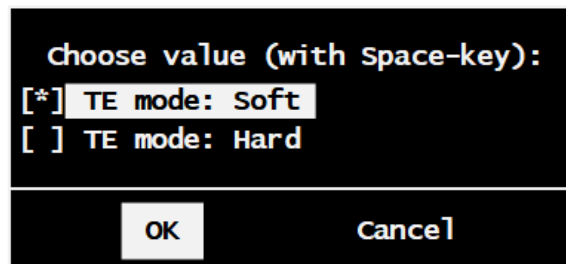 Choose value (with Space-key):
[*] TE mode: Soft
[ ] TE mode: Hard
OK Cancel